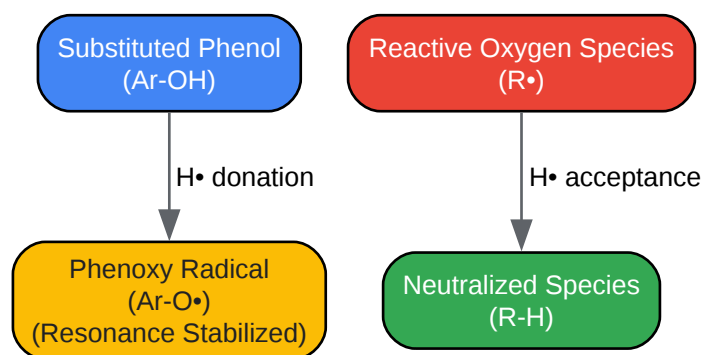 Substituted Phenol
(Ar-OH)
Reactive Oxygen Species
(R•)
H• donation
H• acceptance
Phenoxy Radical
(Ar-O•)
(Resonance Stabilized)
Neutralized Species
(R-H)